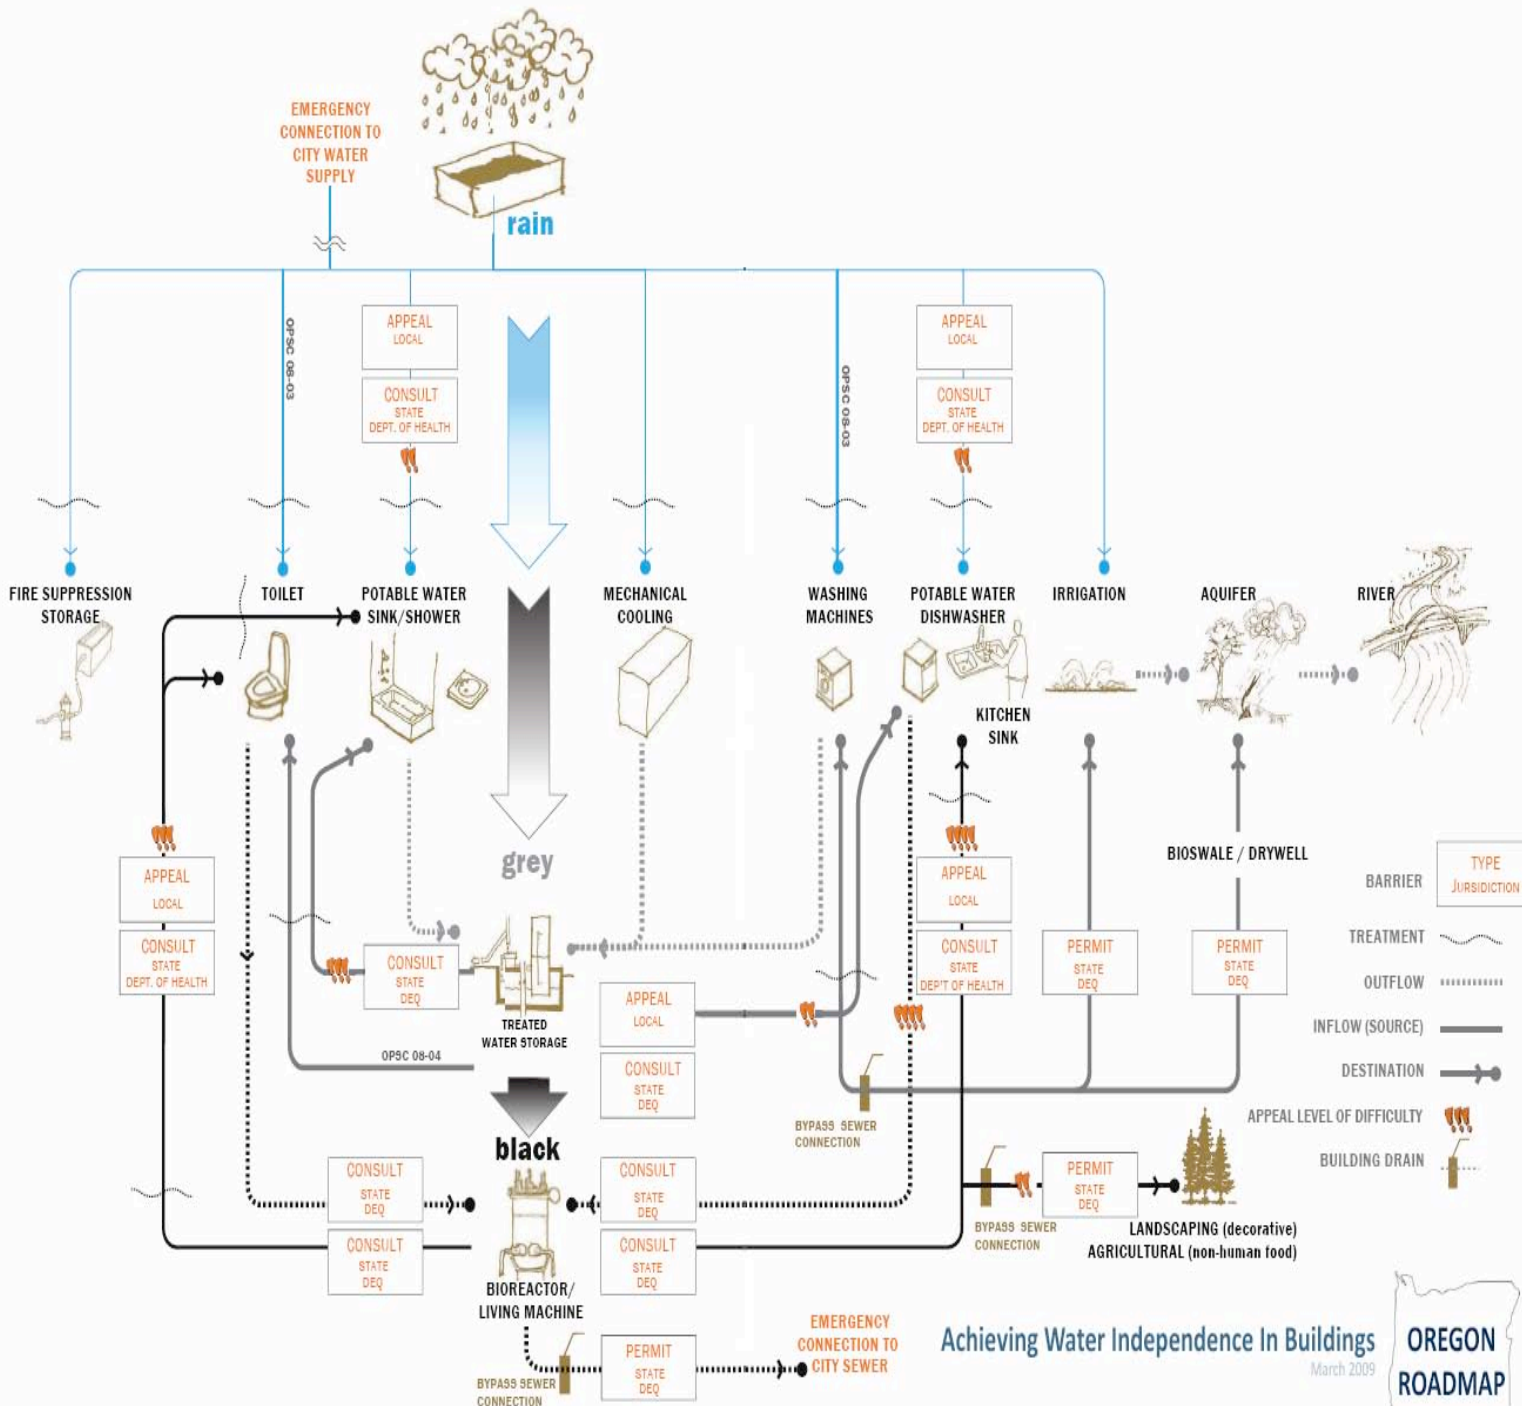 EMERGENCY
CONNECTION TO
CITY WATER
SUPPLY
rain
OPSC 08-03
APPEAL
LOCAL
CONSULT
STATE
DEPT. OF HEALTH
OPSC 08-03
APPEAL
LOCAL
CONSULT
STATE
DEPT. OF HEALTH
FIRE SUPPRESSION
STORAGE
TOILET
POTABLE WATER
SINK/SHOWER
MECHANICAL
COOLING
WASHING
MACHINES
POTABLE WATER
DISHWASHER
IRRIGATION
AQUIFER
RIVER
KITCHEN
SINK
grey
APPEAL
LOCAL
CONSULT
STATE
DEPT. OF HEALTH
CONSULT
STATE
DEQ
TREATED
WATER STORAGE
OPSC 08-04
APPEAL
LOCAL
CONSULT
STATE
DEQ
APPEAL
LOCAL
CONSULT
STATE
DEP'T OF HEALTH
PERMIT
STATE
DEQ
BIOSWALE / DRYWELL
PERMIT
STATE
DEQ
BARRIER
TYPE
JURSIDICTION
TREATMENT
OUTFLOW
INFLOW (SOURCE)
DESTINATION
APPEAL LEVEL OF DIFFICULTY
BUILDING DRAIN
BYPASS SEWER
CONNECTION
black
CONSULT
STATE
DEQ
CONSULT
STATE
DEQ
CONSULT
STATE
DEQ
CONSULT
STATE
DEQ
BIOREACTOR/
LIVING MACHINE
BYPASS SEWER
CONNECTION
PERMIT
STATE
DEQ
LANDSCAPING (decorative)
AGRICULTURAL (non-human food)
BYPASS SEWER
CONNECTION
PERMIT
STATE
DEQ
EMERGENCY
CONNECTION TO
CITY SEWER
Achieving Water Independence In Buildings
March 2009
OREGON
ROADMAP